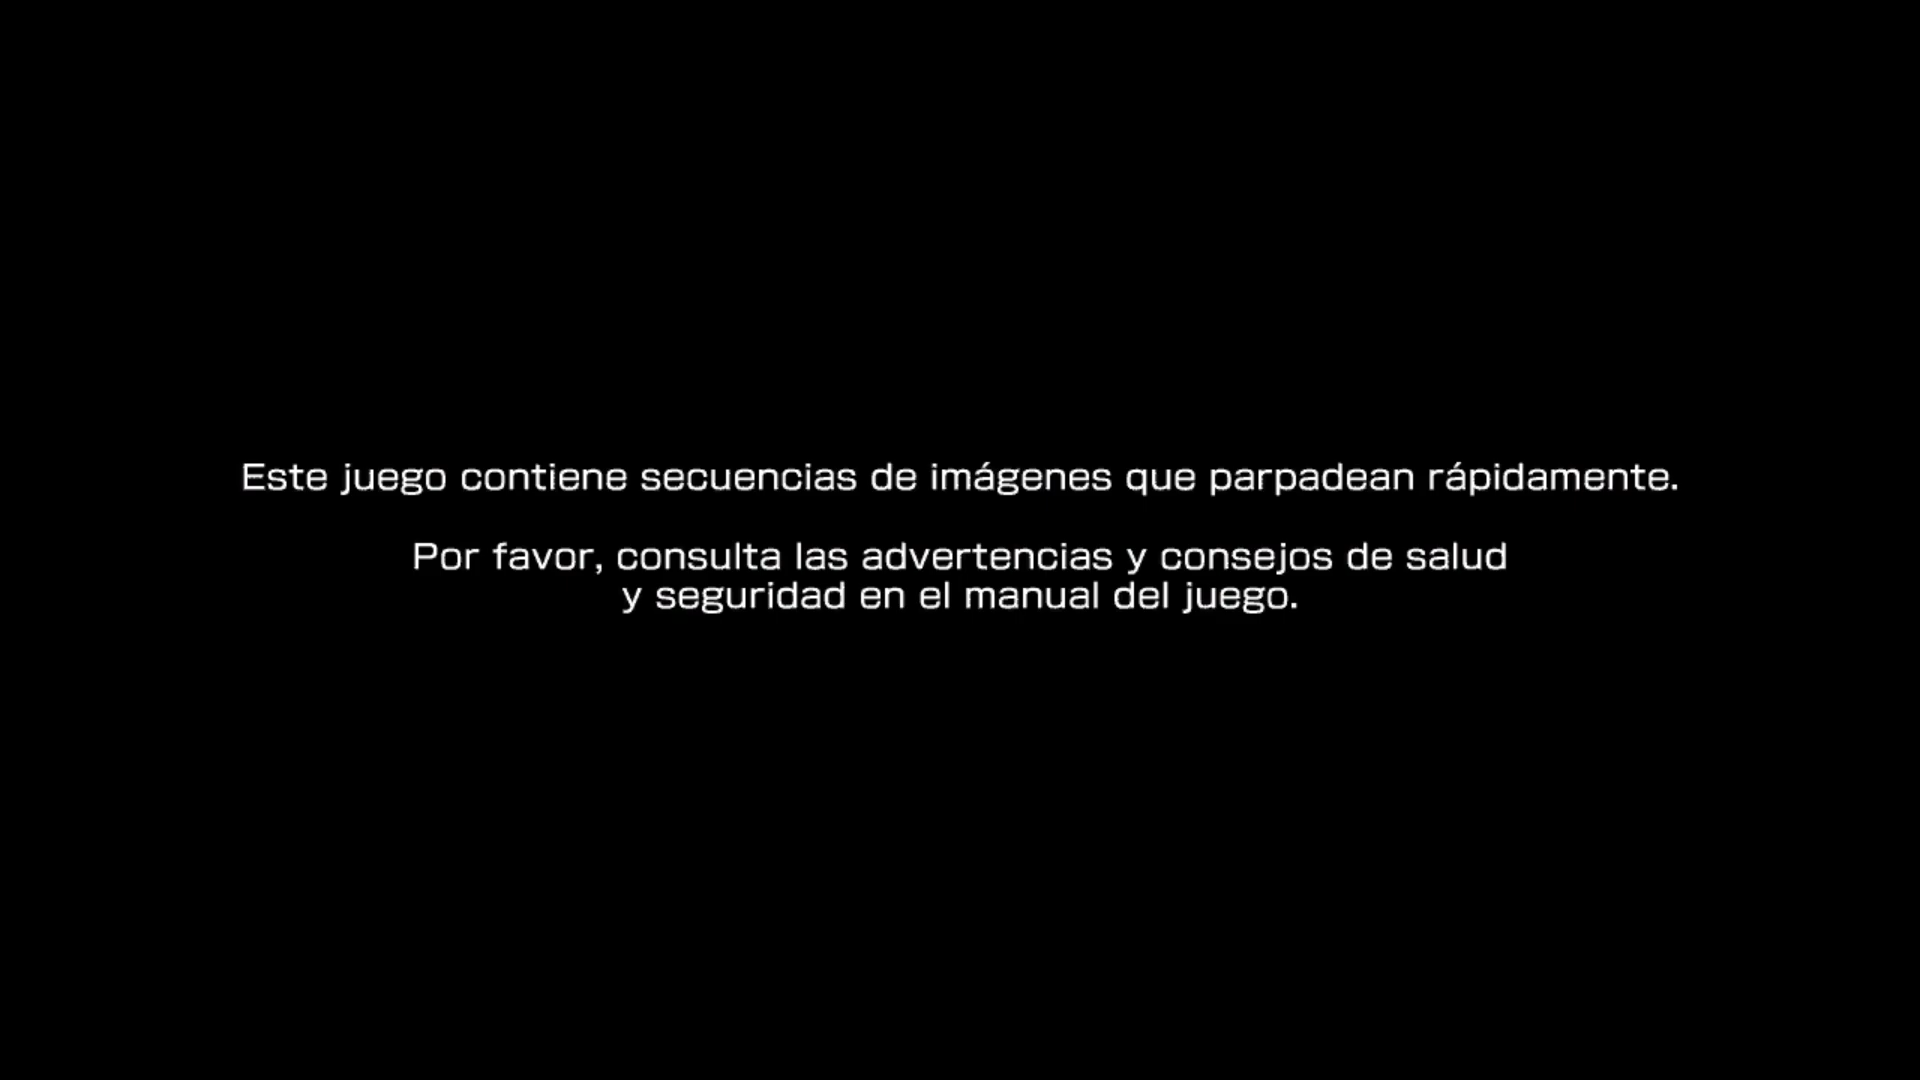 Este juego contiene secuencias de imágenes que parpadean rápidamente.
Por favor, consulta las advertencias y consejos de salud
y seguridad en el manual del juego.